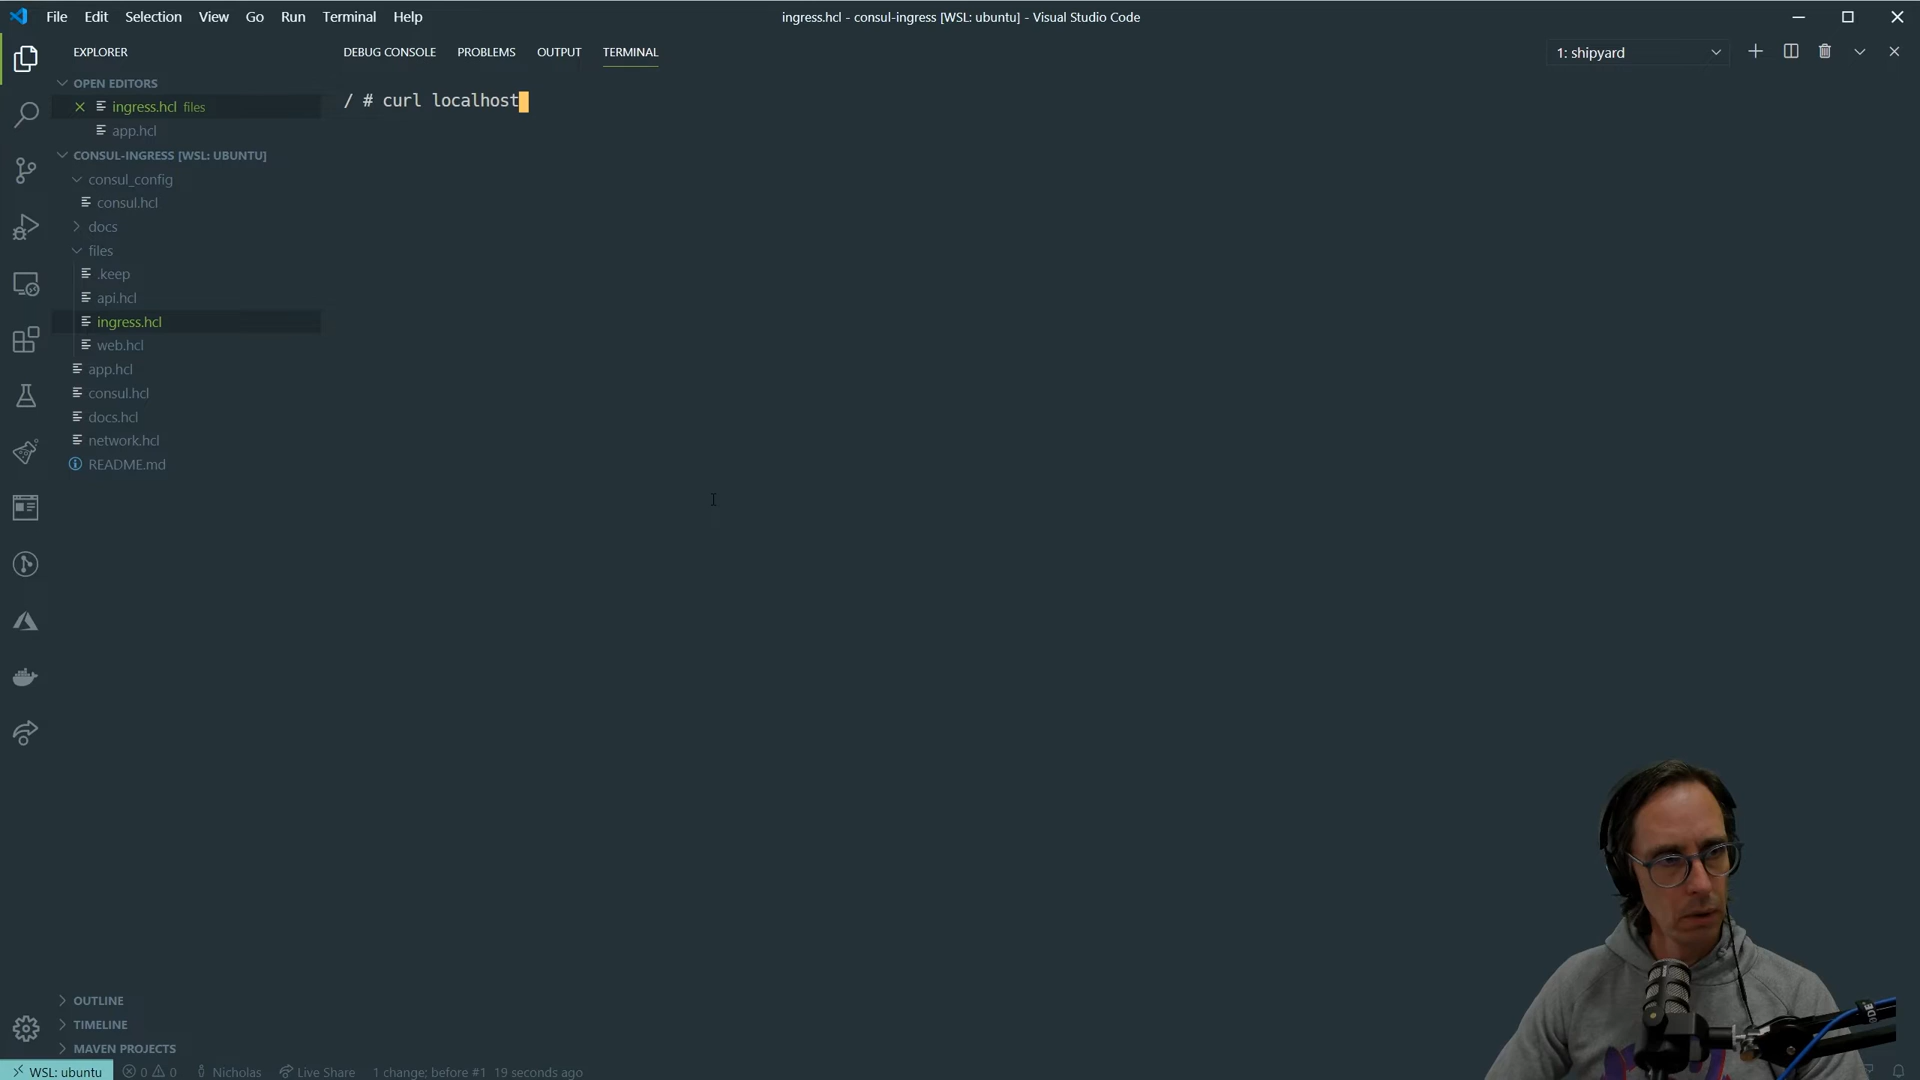 File Edit Selection View Go Run Terminal Help
ingress.hcl - consul-ingress [WSL: ubuntu] - Visual Studio Code
EXPLORER
DEBUG CONSOLE PROBLEMS OUTPUT TERMINAL
1: shipyard
OPEN EDITORS
ingress.hcl files
app.hcl
CONSUL-INGRESS [WSL: UBUNTU]
consul_config
consul.hcl
docs
files
.keep
api.hcl
ingress.hcl
web.hcl
app.hcl
consul.hcl
docs.hcl
network.hcl
README.md
/ # curl localhost
OUTLINE
TIMELINE
MAVEN PROJECTS
WSL: ubuntu 0 0 Nicholas Live Share 1 change; before #1 19 seconds ago